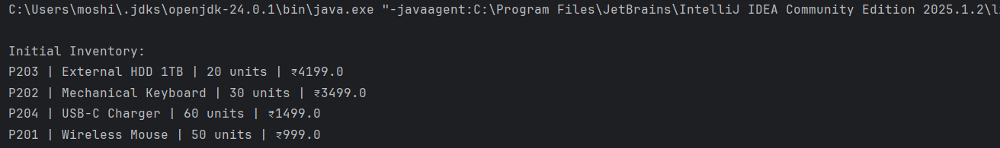 C:\Users\moshi\.jdks\openjdk-24.0.1\bin\java.exe "-javaagent:C:\Program Files\JetBrains\IntelliJ IDEA Community Edition 2025.1.2\l
Initial Inventory:
P203 | External HDD 1TB | 20 units | ₹4199.0
P202 | Mechanical Keyboard | 30 units | ₹3499.0
P204 | USB-C Charger | 60 units | ₹1499.0
P201 | Wireless Mouse | 50 units | ₹999.0